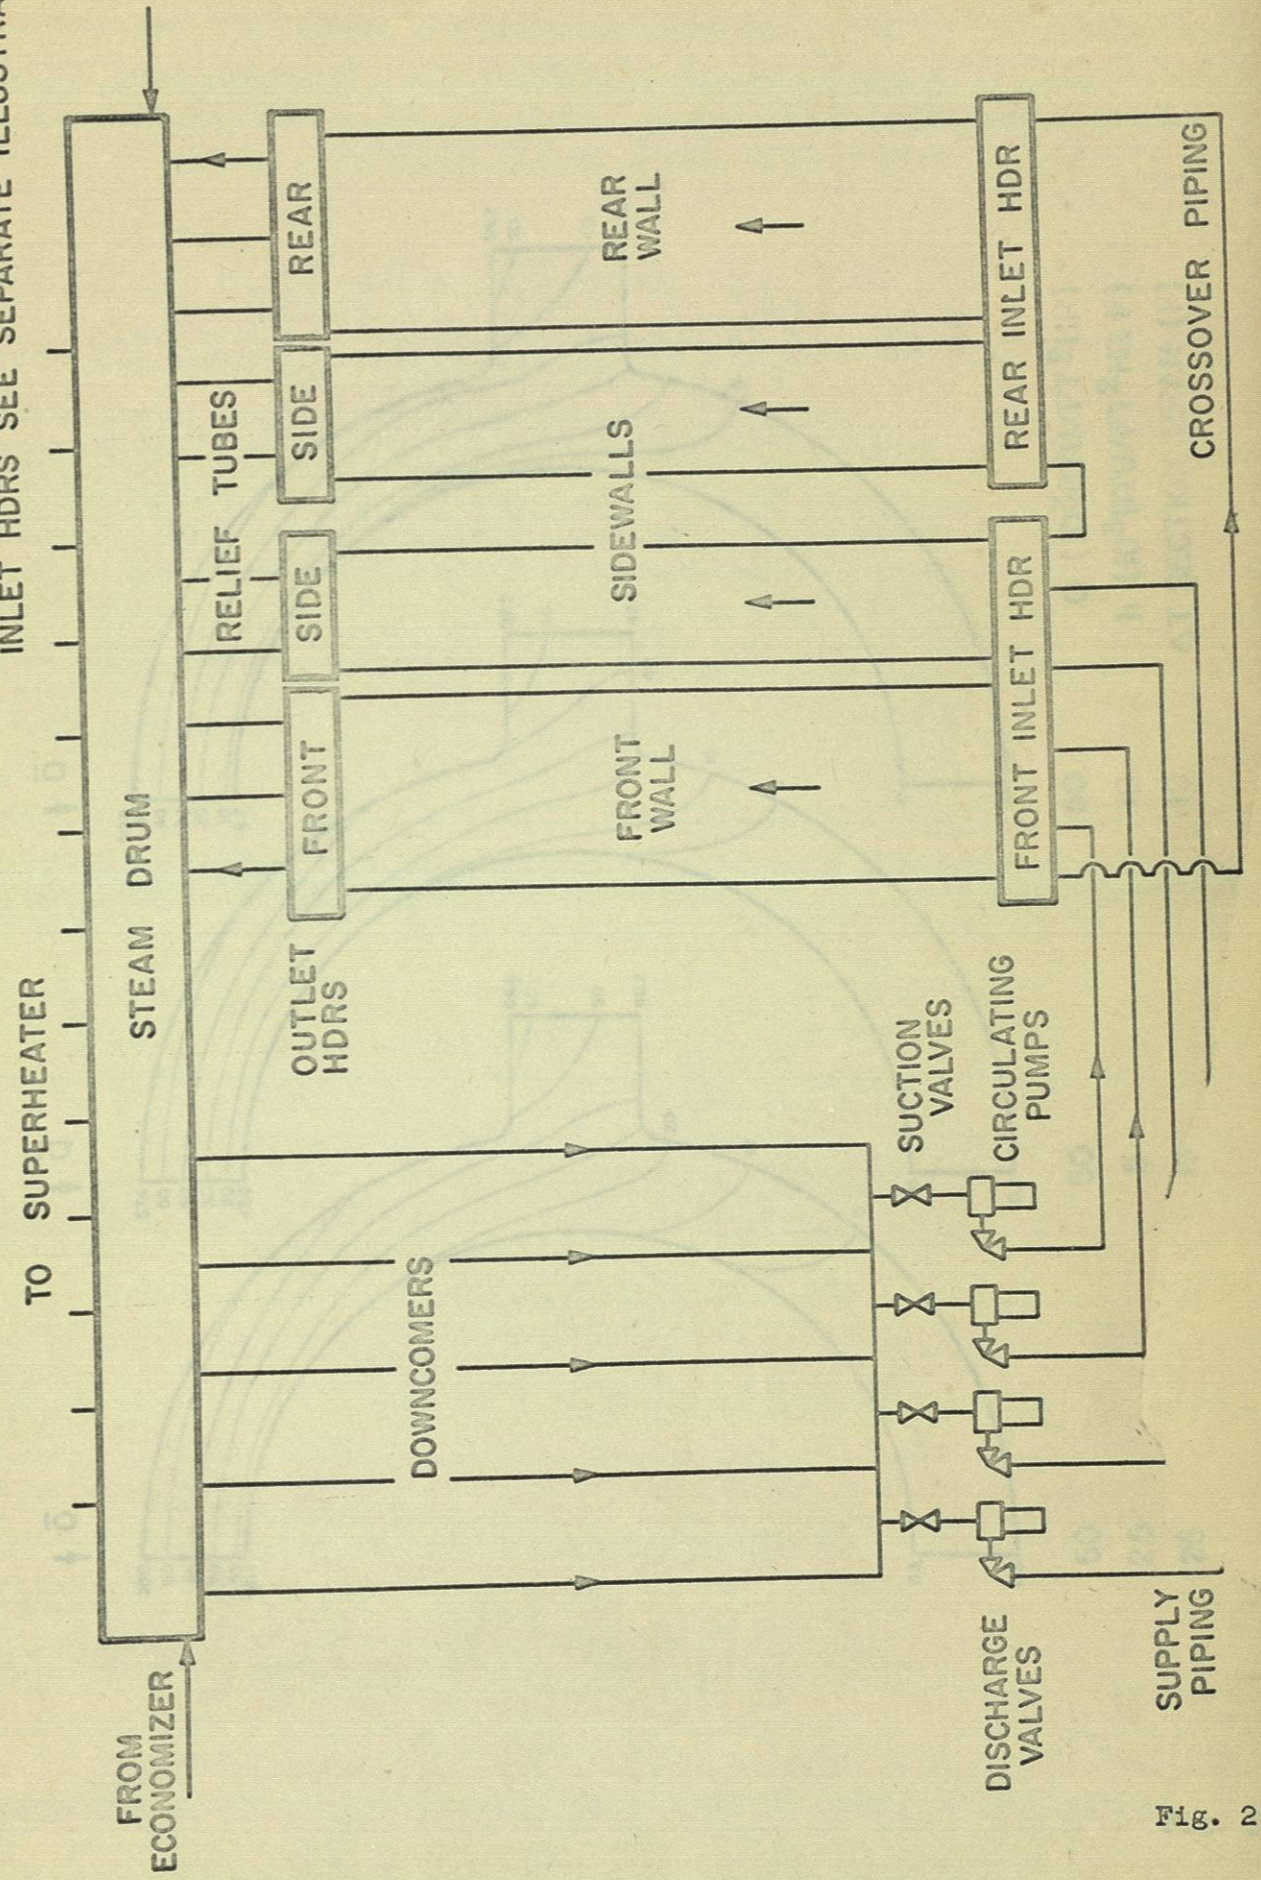 INLET HDRS SEE SEPARATE
TO SUPERHEATER
STEAM DRUM
FROM
ECONOMIZER
RELIEF TUBES
OUTLET
HDRS
FRONT
SIDE
SIDE
REAR
DOWNCOMERS
FRONT
WALL
SIDEWALLS
REAR
WALL
SUCTION
VALVES
CIRCULATING
PUMPS
DISCHARGE
VALVES
FRONT INLET HDR
REAR INLET HDR
SUPPLY
PIPING
CROSSOVER PIPING
Fig. 2